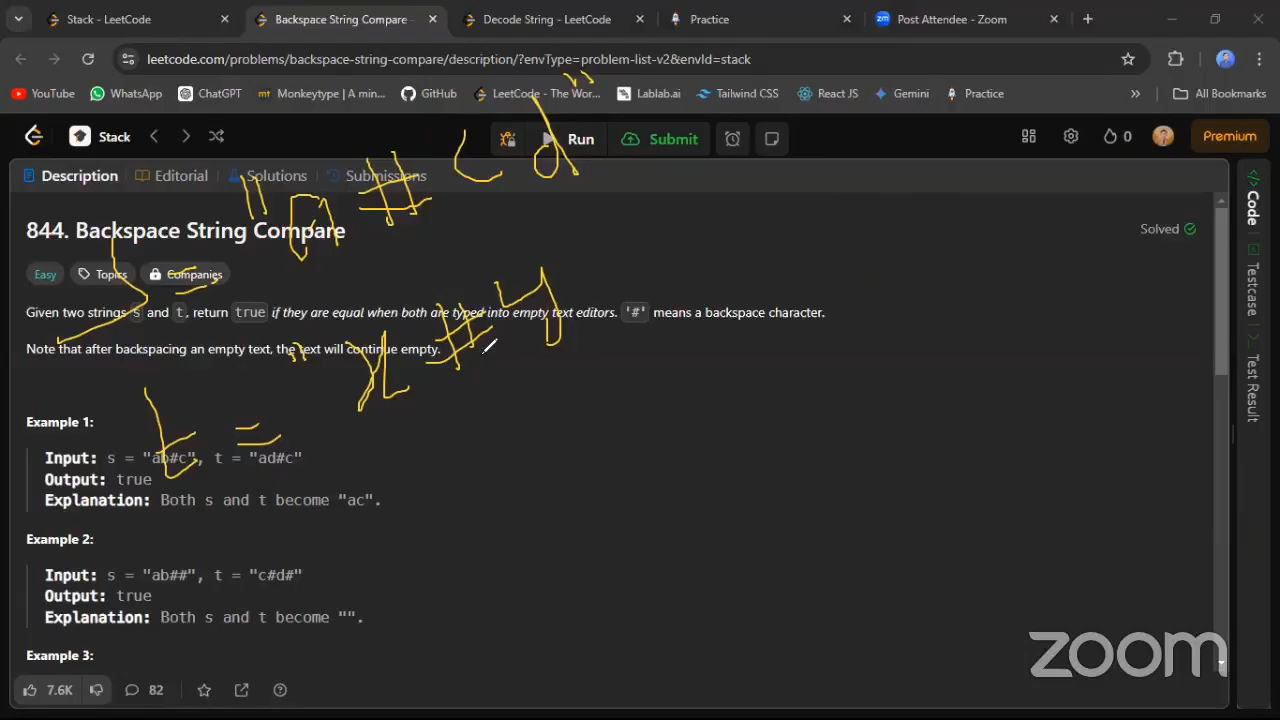 Stack - LeetCode
Backspace String Compare -
Decode String - LeetCode
Practice
Post Attendee - Zoom
leetcode.com/problems/backspace-string-compare/description/?envType=problem-list-v2&envId=stack
YouTube
WhatsApp
ChatGPT
Monkeytype | A min...
GitHub
LeetCode - The Wor...
Lablab.ai
Tailwind CSS
React JS
Gemini
Practice
All Bookmarks
Stack
Run
Submit
0
Premium
Description
Editorial
Solutions
Submissions
Code
Testcase
Test Result
844. Backspace String Compare
Solved
Easy
Topics
Companies
Given two strings s and t, return true if they are equal when both are typed into empty text editors. '#' means a backspace character.
Note that after backspacing an empty text, the text will continue empty.
Example 1:
Input: s = "ab#c", t = "ad#c"
Output: true
Explanation: Both s and t become "ac".
Example 2:
Input: s = "ab##", t = "c#d#"
Output: true
Explanation: Both s and t become "".
Example 3:
7.6K
82
zoom
t = "x#y